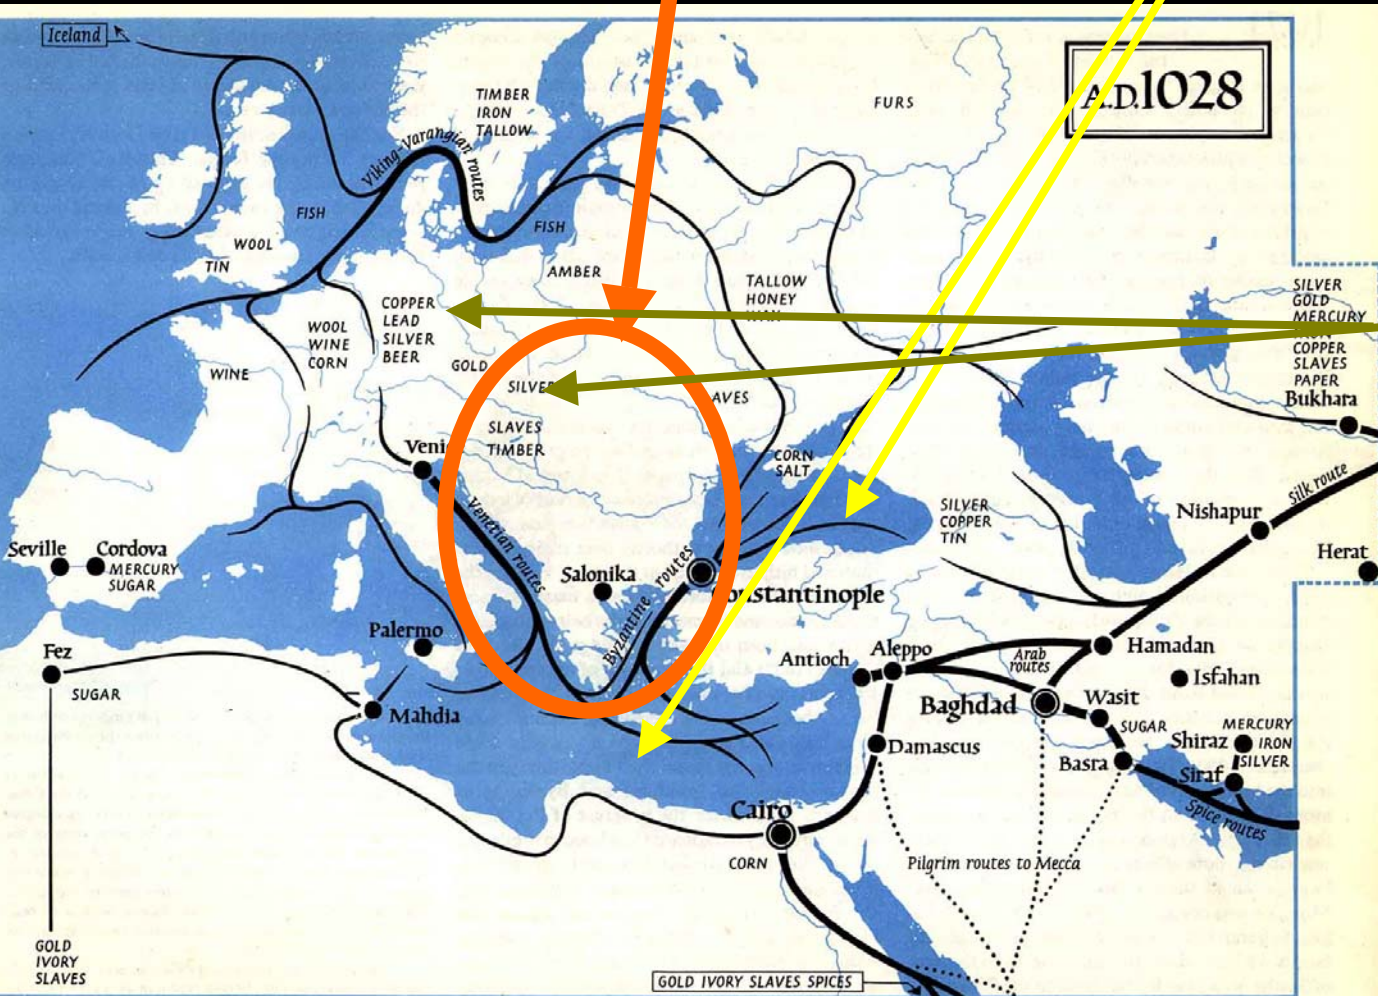 Iceland
A.D.1028
TIMBER
IRON
TALLOW
FURS
Viking-Varangian routes
FISH
FISH
WOOL
TIN
AMBER
TALLOW
HONEY
COPPER
LEAD
SILVER
BEER
WOOL
WINE
CORN
WINE
GOLD
SILVER
SLAVES
TIMBER
SILVER
GOLD
MERCURY
COPPER
SLAVES
PAPER
Bukhara
CORN
SALT
Silk route
Venetian routes
SILVER
COPPER
TIN
Nishapur
Herat
Seville
Cordova
MERCURY
SUGAR
Salonika
Byzantine routes
Constantinople
Palermo
Fez
SUGAR
Mahdia
Antioch
Aleppo
Arab
routes
Hamadan
Isfahan
Baghdad
Wasit
SUGAR
MERCURY
IRON
SILVER
Shiraz
Damascus
Basra
Siraf
Spice routes
Cairo
CORN
Pilgrim routes to Mecca
GOLD
IVORY
SLAVES
GOLD IVORY SLAVES SPICES